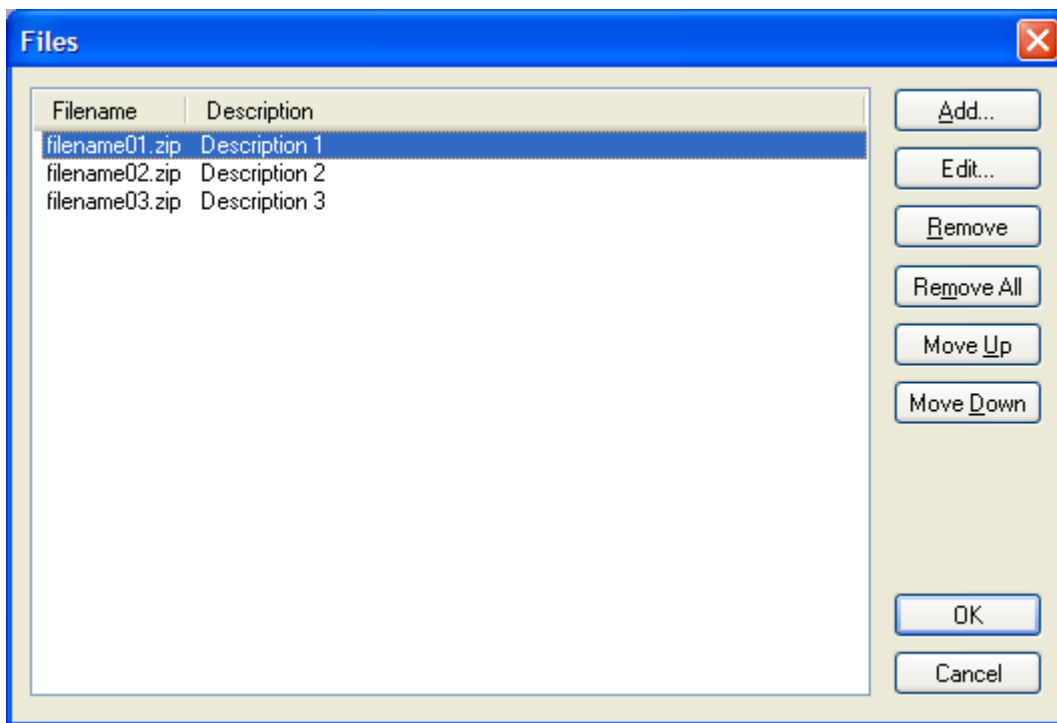 Files
Filename Description
filename01.zip Description 1
filename02.zip Description 2
filename03.zip Description 3
Add...
Edit...
Remove
Remove All
Move Up
Move Down
OK
Cancel